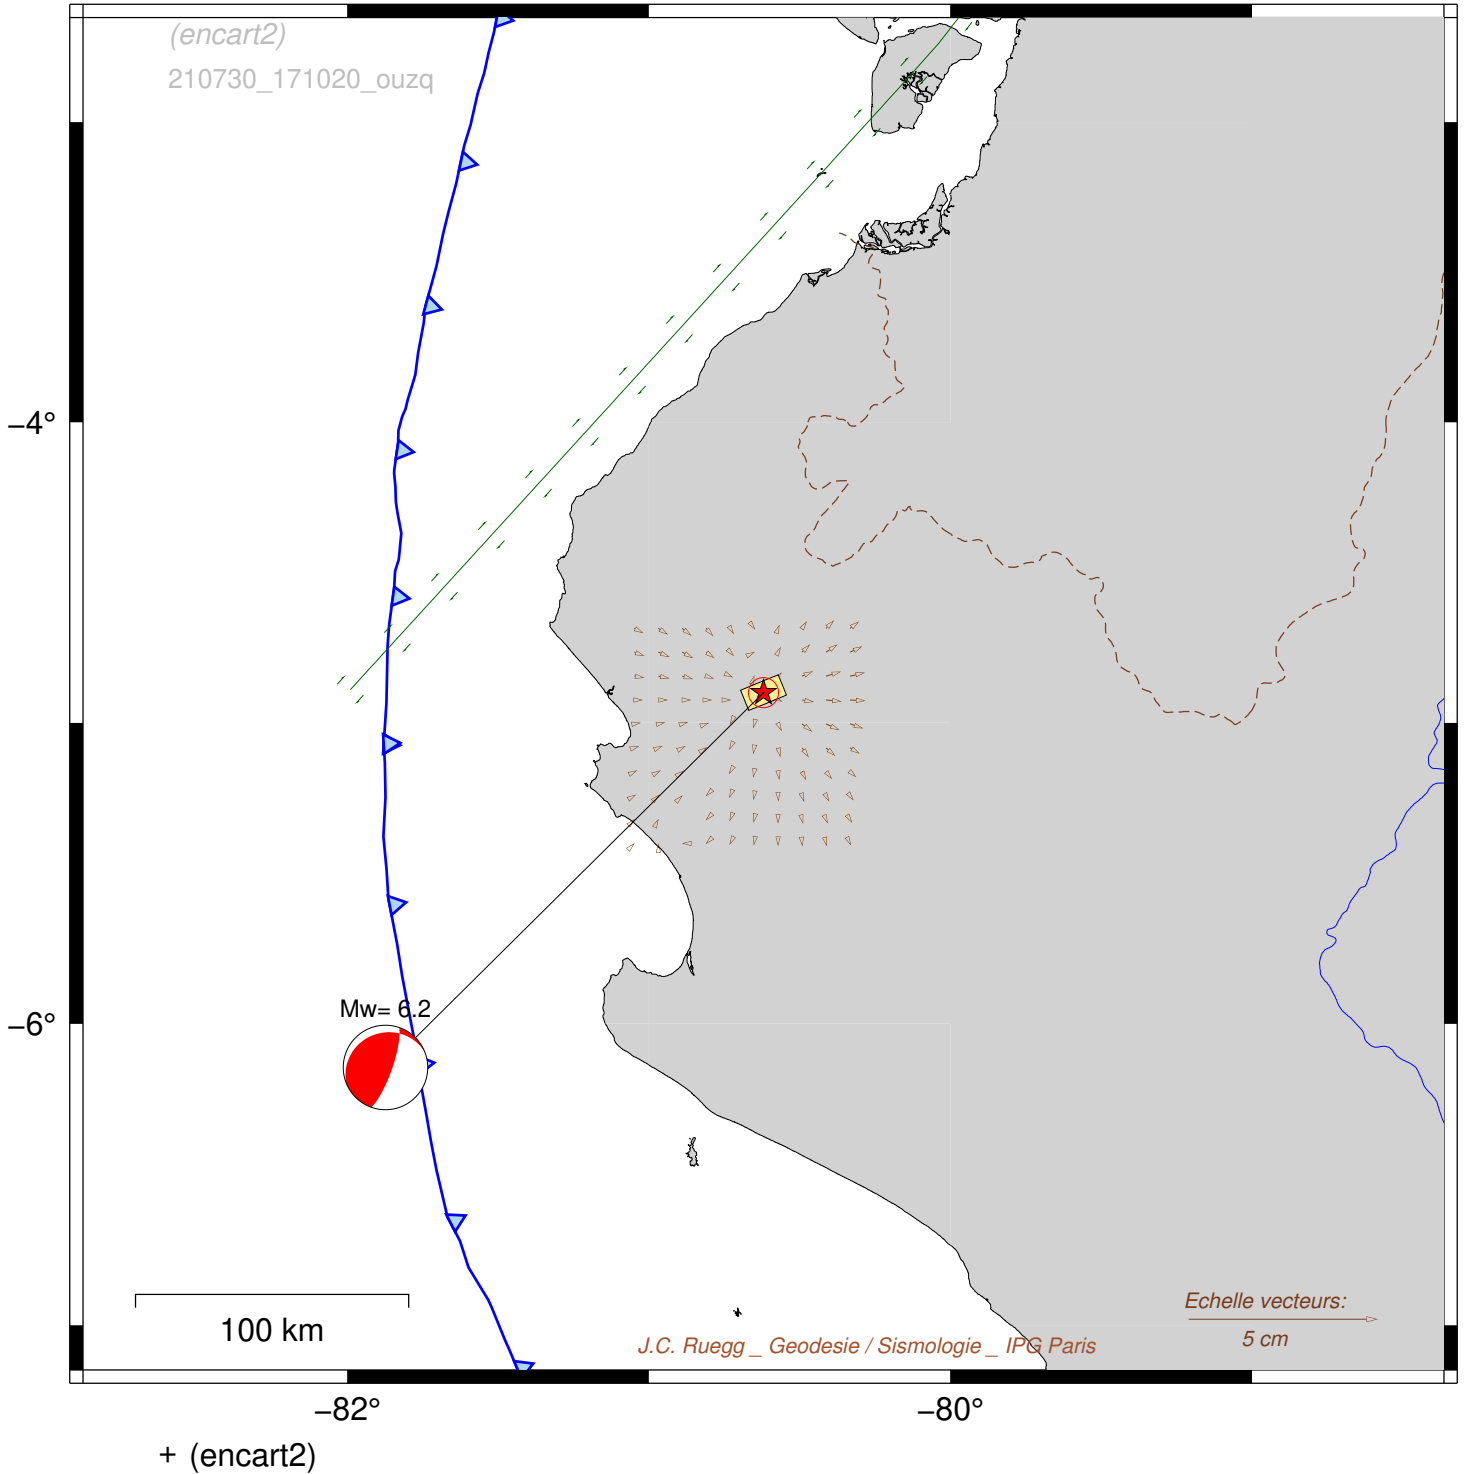 (encart2)
210730_171020_ouzq
−4°
−6°
Mw= 6.2
100 km
Echelle vecteurs:
5 cm
J.C. Ruegg _ Geodesie / Sismologie _ IPG Paris
−82°
−80°
+ (encart2)